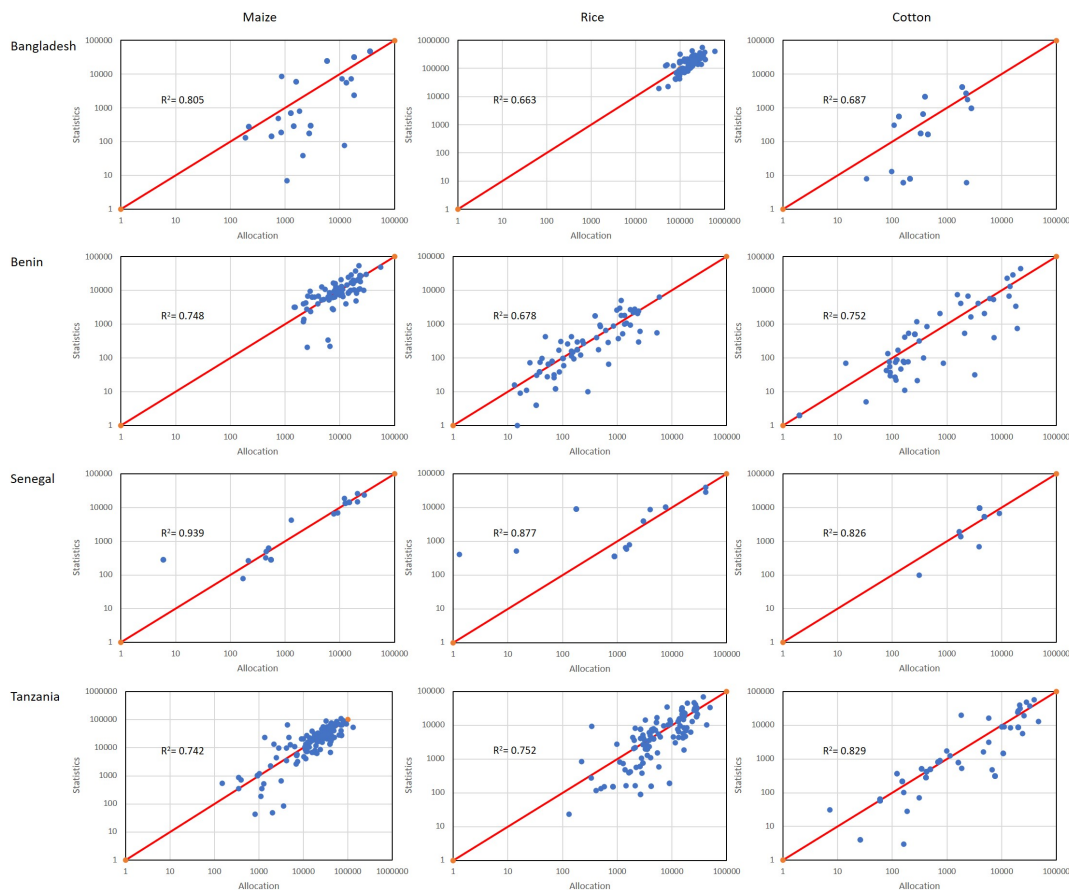 Maize Rice Cotton
Bangladesh
Statistics
100000
10000
1000
100
10
1
R²= 0.805
1 10 100 1000 10000 100000
Allocation
Statistics
1000000
100000
10000
1000
100
10
1
R²= 0.663
1 10 100 1000 10000 100000 1000000
Allocation
Statistics
100000
10000
1000
100
10
1
R²= 0.687
1 10 100 1000 10000 100000
Allocation
Benin
Statistics
100000
10000
1000
100
10
1
R²= 0.748
1 10 100 1000 10000 100000
Allocation
Statistics
100000
10000
1000
100
10
1
R²= 0.678
1 10 100 1000 10000 100000
Allocation
Statistics
100000
10000
1000
100
10
1
R²= 0.752
1 10 100 1000 10000 100000
Allocation
Senegal
Statistics
100000
10000
1000
100
10
1
R²= 0.939
1 10 100 1000 10000 100000
Allocation
Statistics
100000
10000
1000
100
10
1
R²= 0.877
1 10 100 1000 10000 100000
Allocation
Statistics
100000
10000
1000
100
10
1
R²= 0.826
1 10 100 1000 10000 100000
Allocation
Tanzania
Statistics
1000000
100000
10000
1000
100
10
1
R²= 0.742
1 10 100 1000 10000 100000 1000000
Allocation
Statistics
100000
10000
1000
100
10
1
R²= 0.752
1 10 100 1000 10000 100000
Allocation
Statistics
100000
10000
1000
100
10
1
R²= 0.829
1 10 100 1000 10000 100000
Allocation